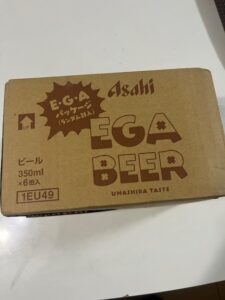 E・G・A
パッケージ
(ランダム封入)
Asahi
EGA
BEER
UMASHIBA TASTE
ビール
350ml
×6缶入
1EU49